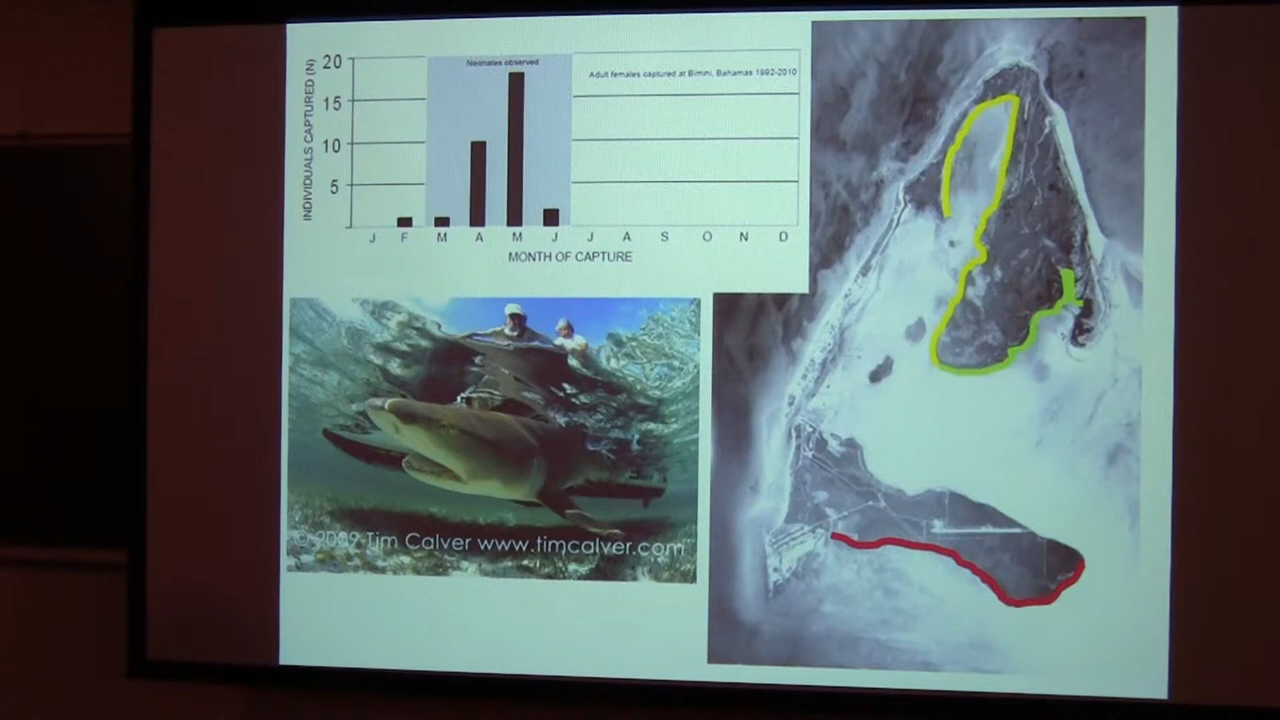 Neonates observed
Adult females captured at Bimini, Bahamas 1992-2010
INDIVIDUALS CAPTURED (N)
20
15
10
5
J F M A M J J A S O N D
MONTH OF CAPTURE
© 2009 Tim Calver www.timcalver.com